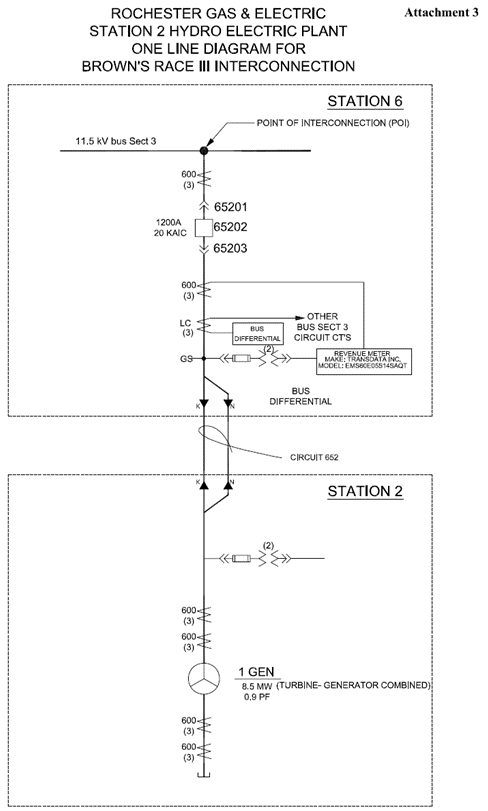 Attachment 3
ROCHESTER GAS & ELECTRIC
STATION 2 HYDRO ELECTRIC PLANT
ONE LINE DIAGRAM FOR
BROWN'S RACE III INTERCONNECTION
STATION 6
POINT OF INTERCONNECTION (POI)
11.5 kV bus Sect 3
600
(3)
65201
1200A
20 KAIC
65202
65203
600
(3)
LC
(3)
OTHER
BUS SECT 3
CIRCUIT CT'S
BUS
DIFFERENTIAL
(2)
GS
REVENUE METER
MAKE: TRANSDATA INC,
MODEL: EMS60E05S14SAQT
BUS
DIFFERENTIAL
K
N
CIRCUIT 652
K
N
STATION 2
(2)
600
(3)
600
(3)
1 GEN
8.5 MW (TURBINE- GENERATOR COMBINED)
0.9 PF
600
(3)
600
(3)